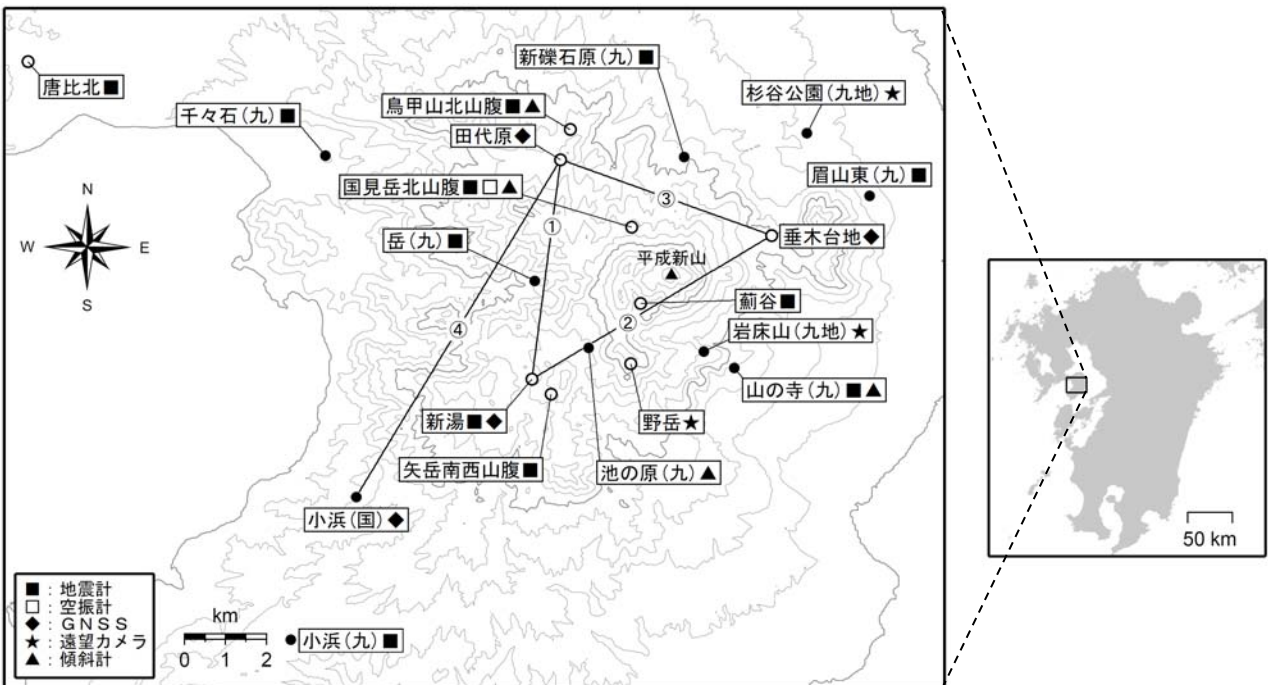 新礫石原(九)■
唐比北■
杉谷公園(九地)★
鳥甲山北山腹■▲
千々石(九)■
田代原◆
眉山東(九)■
国見岳北山腹■□▲
N
W E
S
③
①
垂木台地◆
岳(九)■
平成新山
▲
薊谷■
②
④
岩床山(九地)★
山の寺(九)■▲
新湯■◆
野岳★
矢岳南西山腹■
池の原(九)▲
小浜(国)◆
50 km
■:地震計
□:空振計
◆:GNSS
★:遠望カメラ
▲:傾斜計
km
0 1 2
小浜(九)■